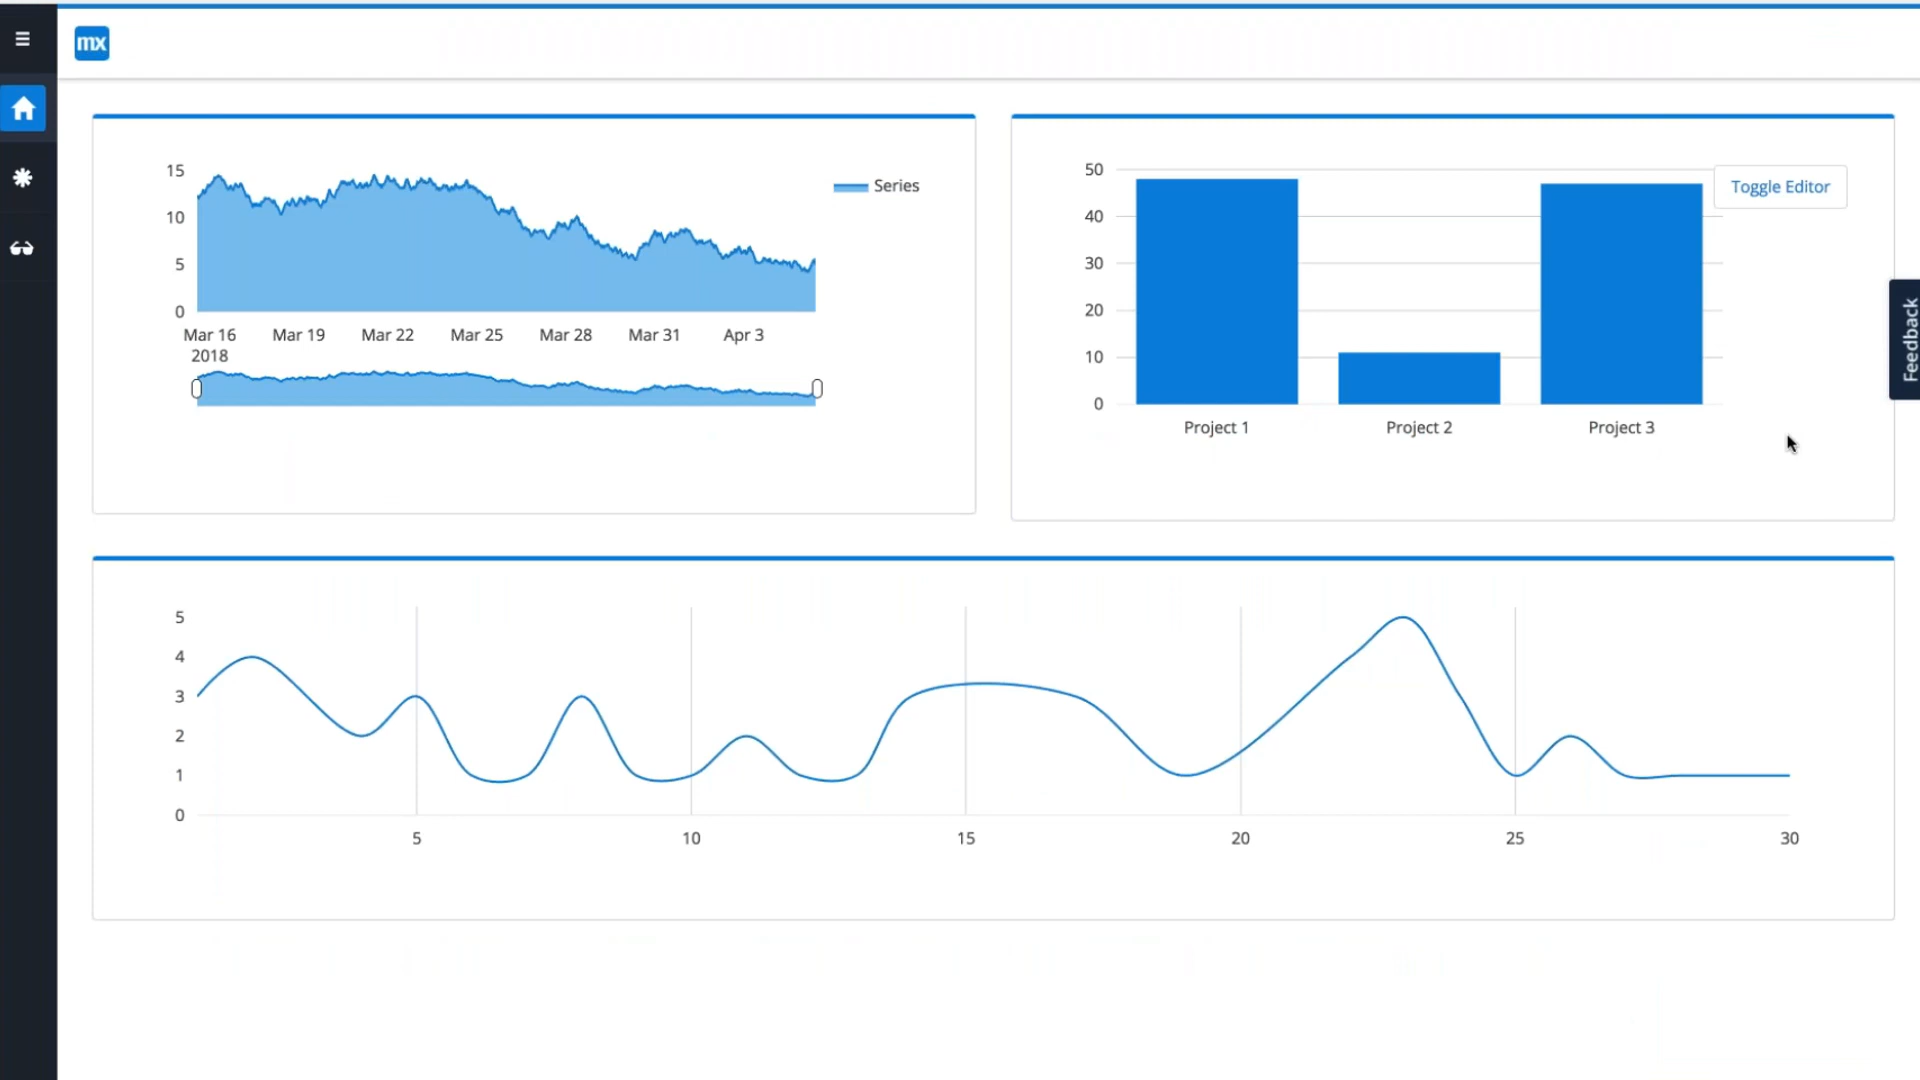 mx
15
10
5
0
Mar 16 Mar 19 Mar 22 Mar 25 Mar 28 Mar 31 Apr 3
2018
Series
50
40
30
20
10
0
Project 1 Project 2 Project 3
Toggle Editor
Feedback
5
4
3
2
1
0
5 10 15 20 25 30